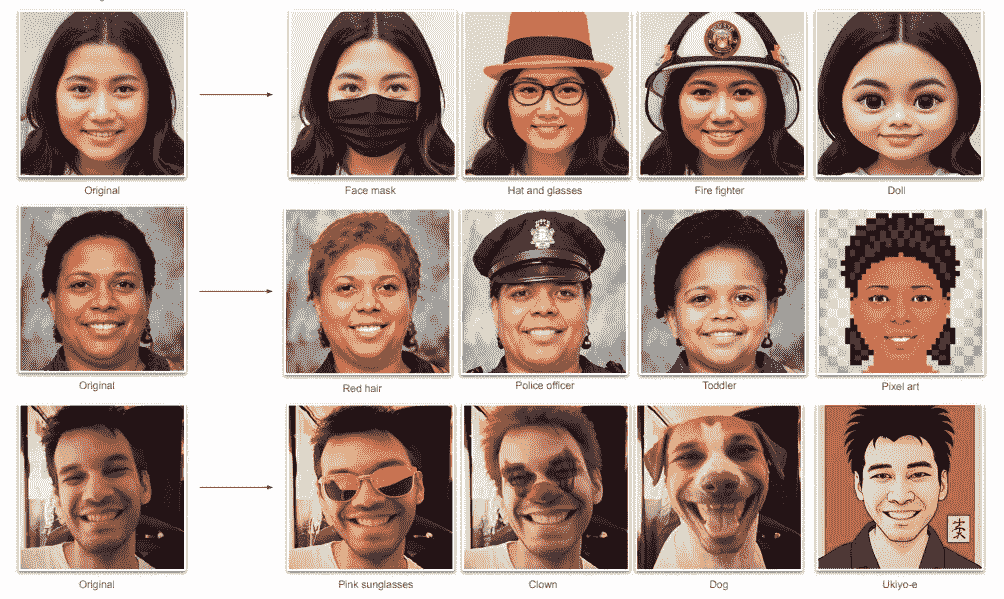 Original
Face mask
Hat and glasses
Fire fighter
Doll
Original
Red hair
Police officer
Toddler
Pixel art
Original
Pink sunglasses
Clown
Dog
Ukiyo-e